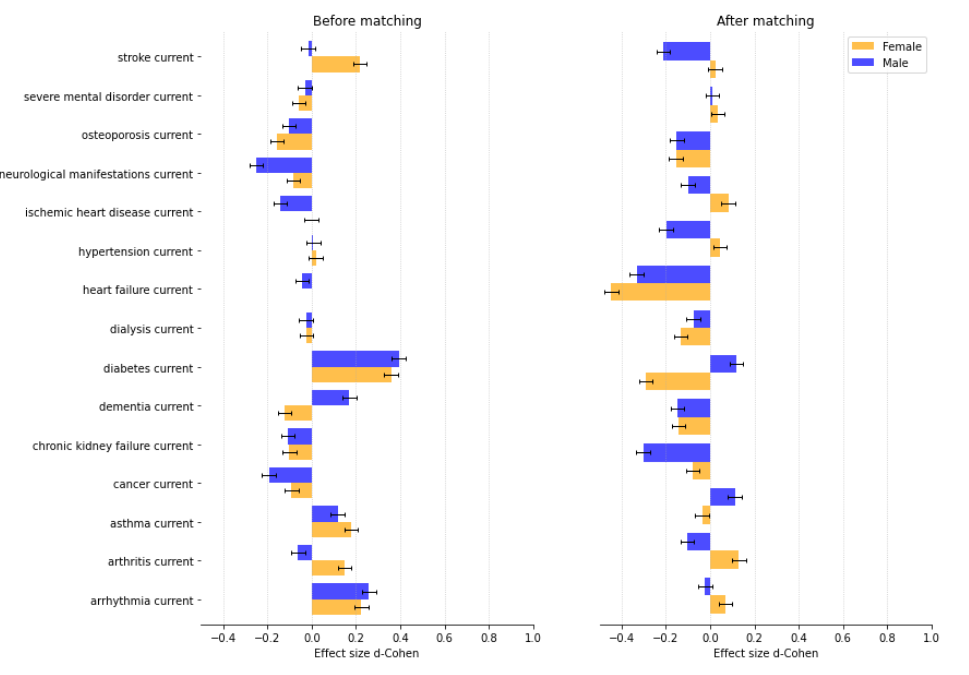 Before matching
After matching
Female
Male
stroke current
severe mental disorder current
osteoporosis current
neurological manifestations current
ischemic heart disease current
hypertension current
heart failure current
dialysis current
diabetes current
dementia current
chronic kidney failure current
cancer current
asthma current
arthritis current
arrhythmia current
−0.4 −0.2 0.0 0.2 0.4 0.6 0.8 1.0
−0.4 −0.2 0.0 0.2 0.4 0.6 0.8 1.0
Effect size d-Cohen
Effect size d-Cohen